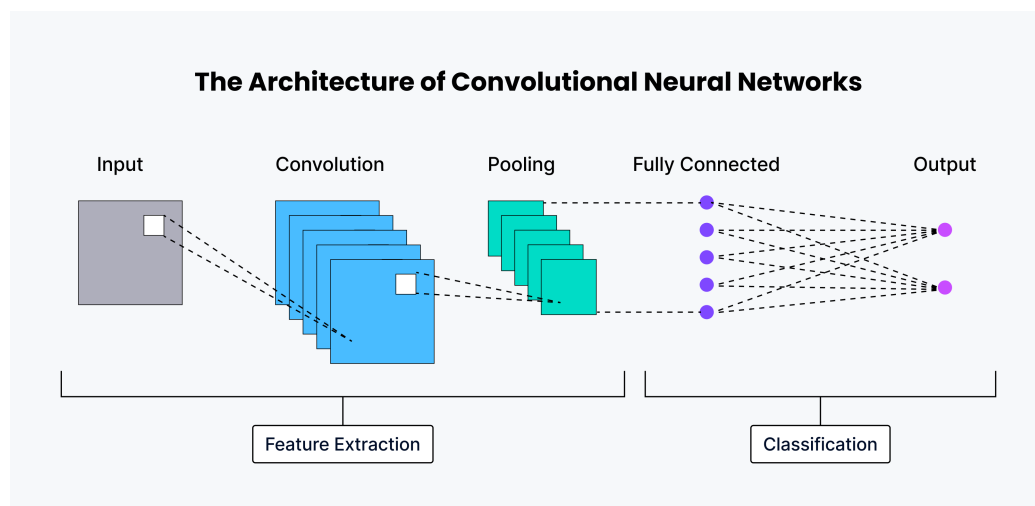 The Architecture of Convolutional Neural Networks
Input
Convolution
Pooling
Fully Connected
Output
Feature Extraction
Classification